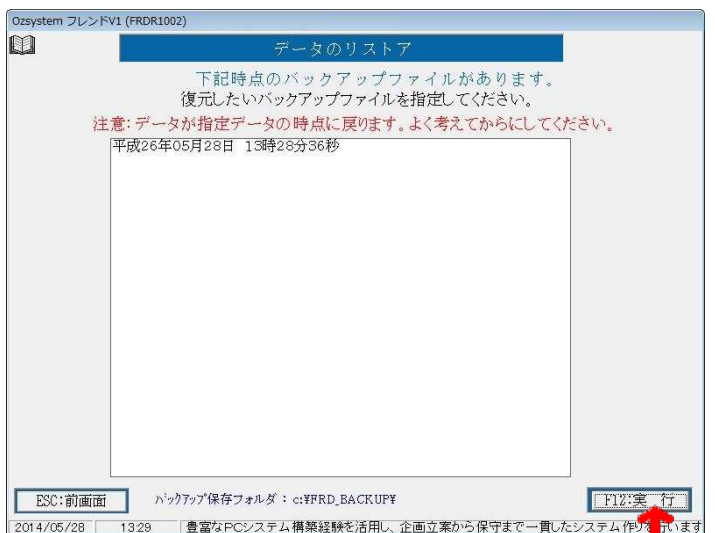 Ozsystem フレンドV1 (FRDR1002)
データのリストア
下記時点のバックアップファイルがあります。
復元したいバックアップファイルを指定してください。
注意:データが指定データの時点に戻ります。よく考えてからにしてください。
平成26年05月28日 13時28分36秒
ESC:前画面
バックアップ保存フォルダ : c:¥FRD_BACKUP¥
F12:実 行
2014/05/28
13:29
豊富なPCシステム構築経験を活用し、企画立案から保守まで一貫したシステム作りを行います